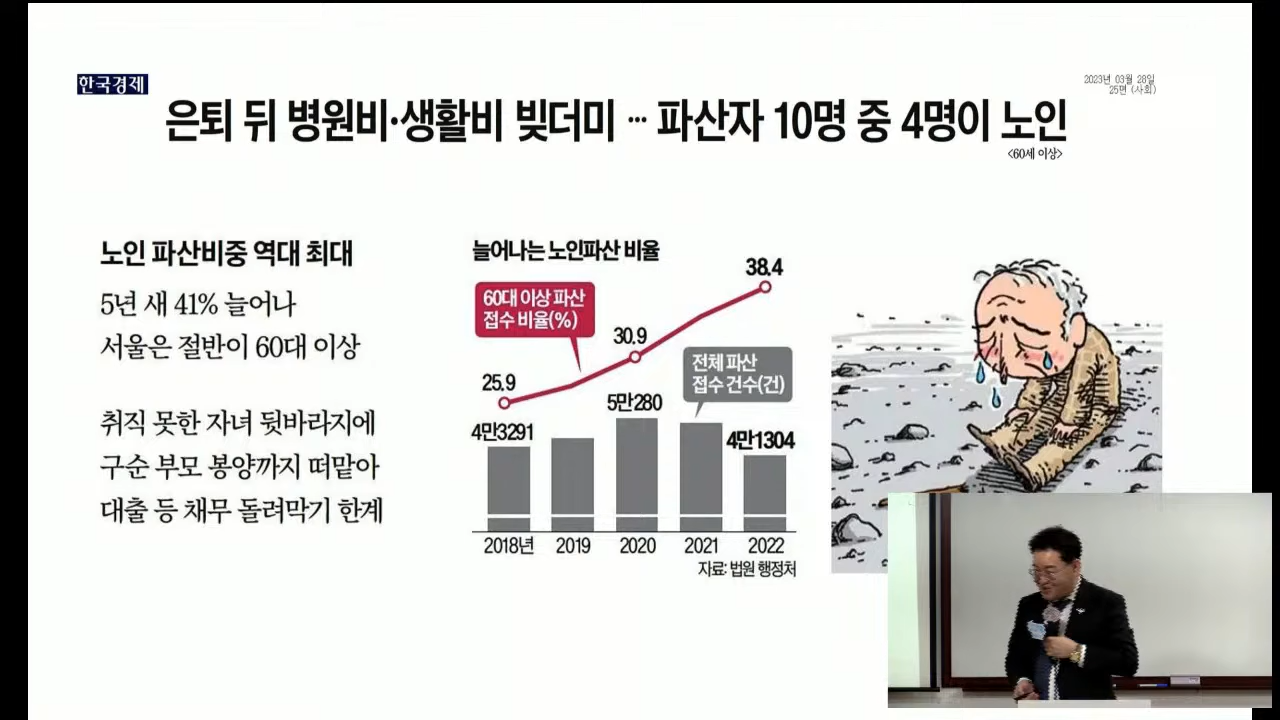 한국경제
2023년 03월 28일
25면 (사회)
은퇴 뒤 병원비·생활비 빚더미 … 파산자 10명 중 4명이 노인
<60세 이상>
노인 파산비중 역대 최대
5년 새 41% 늘어나
서울은 절반이 60대 이상
취직 못한 자녀 뒷바라지에
구순 부모 봉양까지 떠맡아
대출 등 채무 돌려막기 한계
늘어나는 노인파산 비율
38.4
60대 이상 파산
접수 비율(%)
30.9
25.9
전체 파산
접수 건수(건)
5만280
4만3291
4만1304
2018년 2019 2020 2021 2022
자료: 법원 행정처